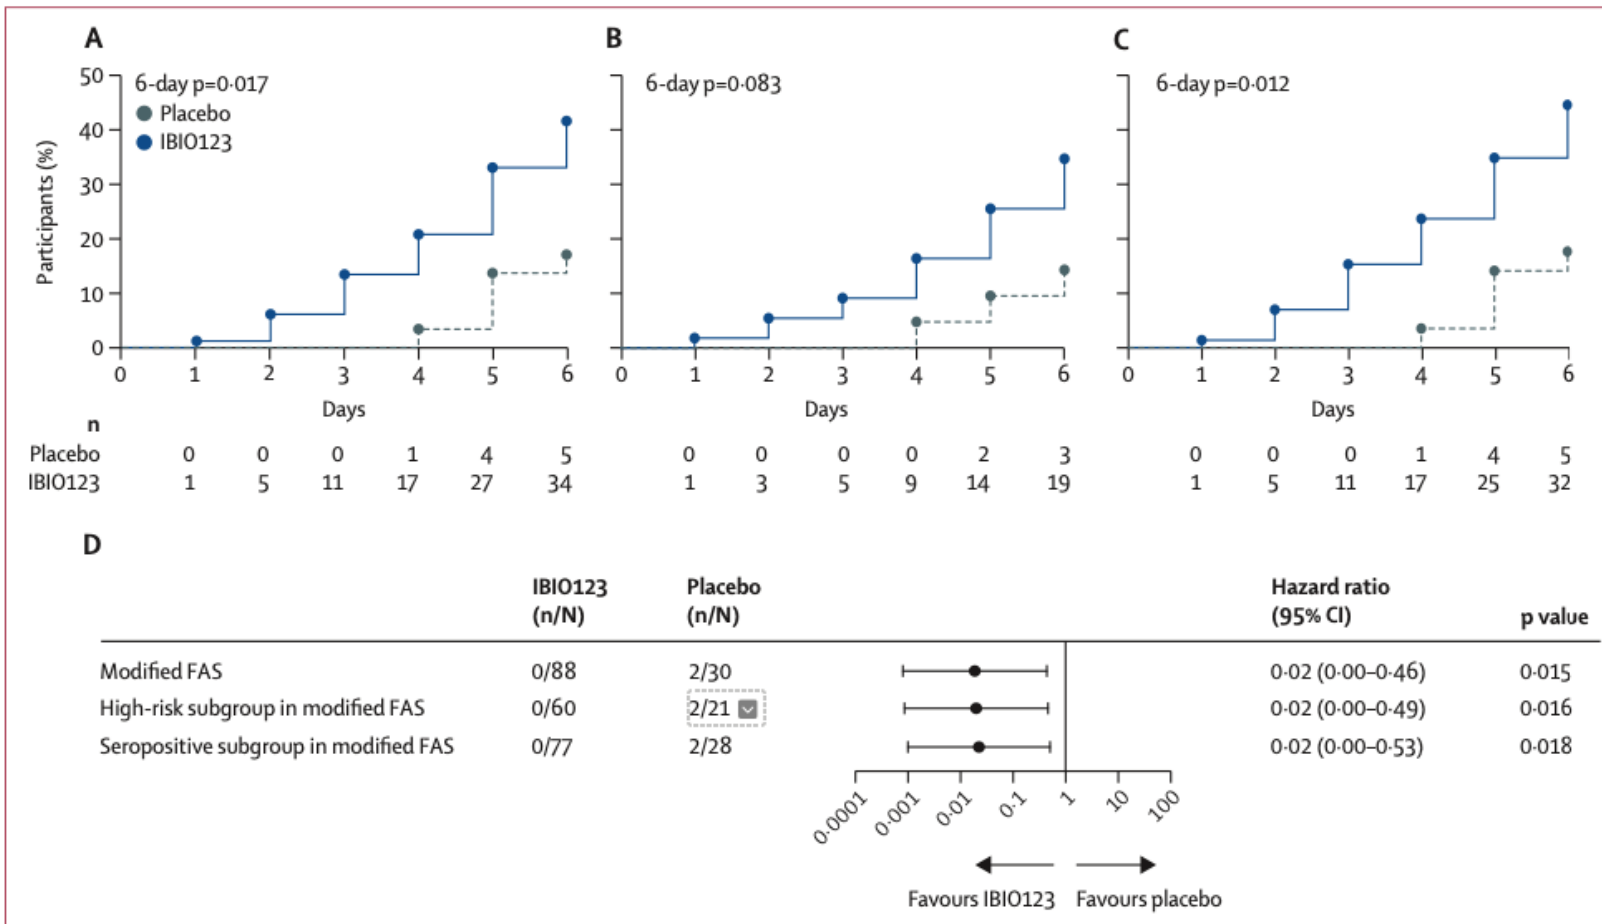 A
B
C
50
40
30
20
10
0
Participants (%)
6-day p=0·017
Placebo
IBIO123
6-day p=0·083
6-day p=0·012
0 1 2 3 4 5 6
0 1 2 3 4 5 6
0 1 2 3 4 5 6
Days
Days
Days
n
Placebo 0 0 0 1 4 5 0 0 0 0 2 3 0 0 0 1 4 5
IBIO123 1 5 11 17 27 34 1 3 5 9 14 19 1 5 11 17 25 32
D
IBIO123 Placebo Hazard ratio
(n/N) (n/N) (95% CI) p value
Modified FAS 0/88 2/30 0·02 (0·00–0·46) 0·015
High-risk subgroup in modified FAS 0/60 2/21 0·02 (0·00–0·49) 0·016
Seropositive subgroup in modified FAS 0/77 2/28 0·02 (0·00–0·53) 0·018
0·0001 0·001 0·01 0·1 1 10 100
Favours IBIO123 Favours placebo